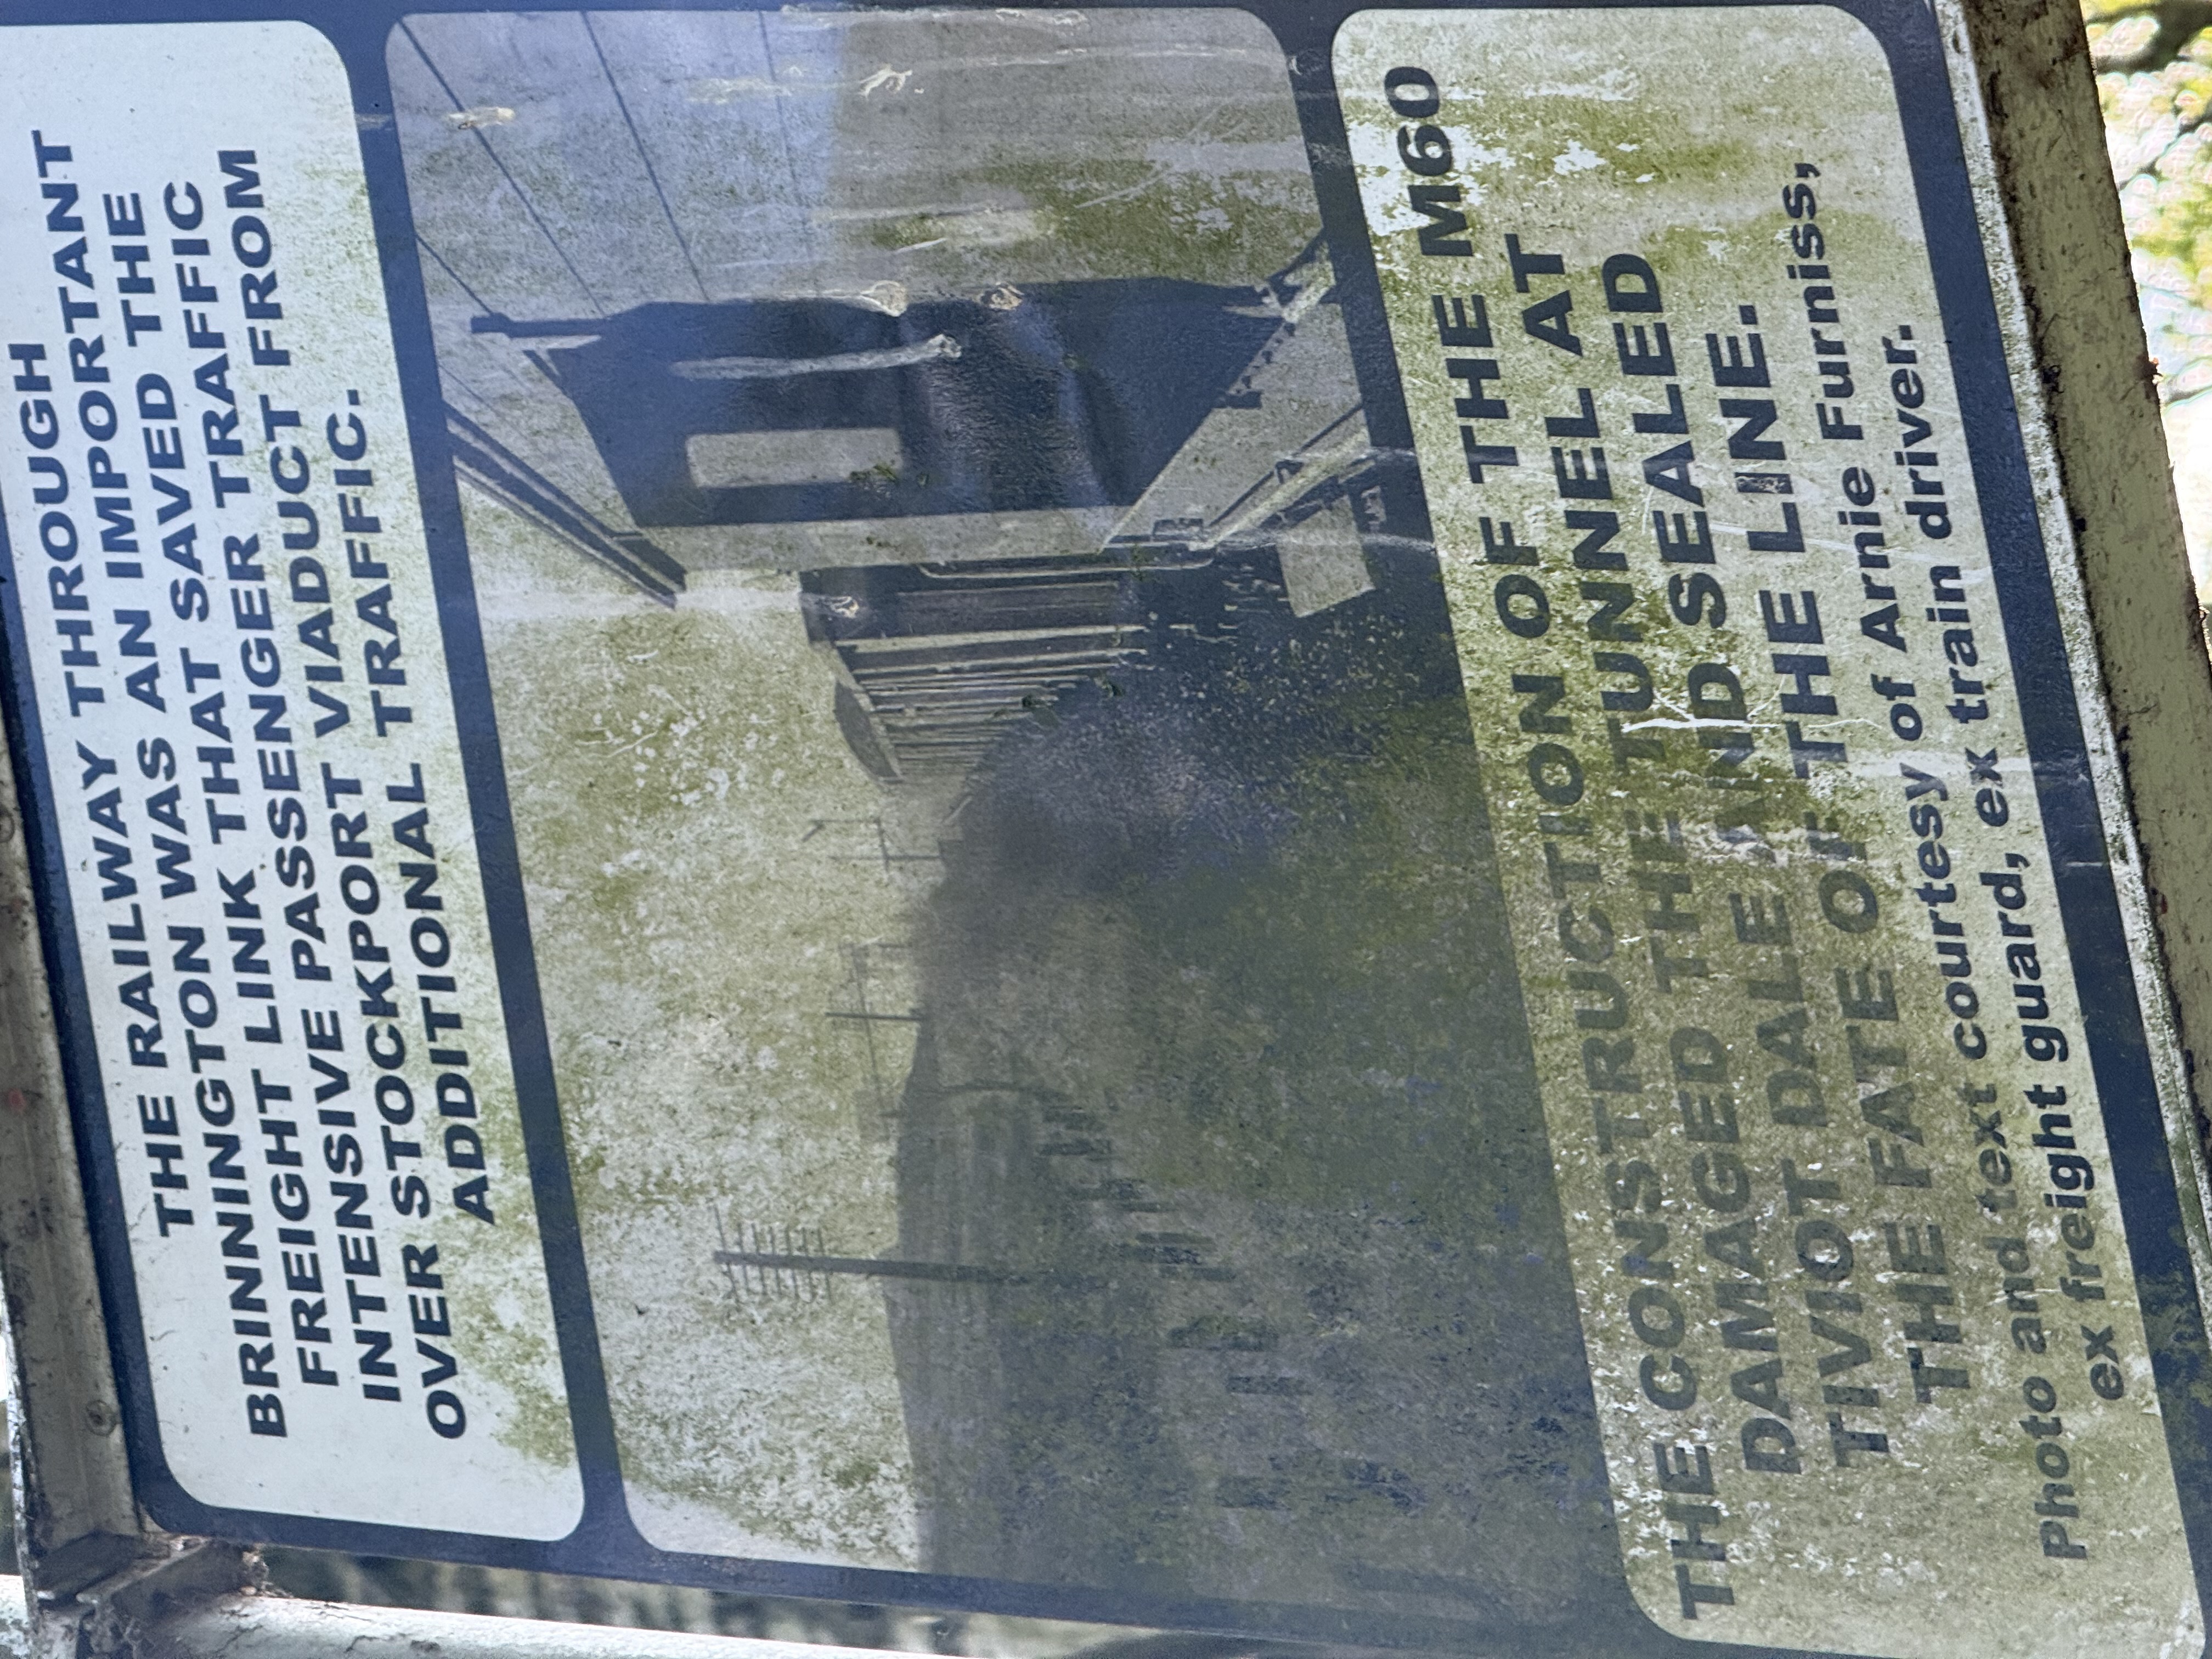 THE RAILWAY THROUGH
BRINNINGTON WAS AN IMPORTANT
FREIGHT LINK THAT SAVED THE
INTENSIVE PASSENGER TRAFFIC
OVER STOCKPORT VIADUCT FROM
ADDITIONAL TRAFFIC.
THE CONSTRUCTION OF THE M60
DAMAGED THE TUNNEL AT
TIVIOT DALE AND SEALED
THE FATE OF THE LINE.
Photo and text courtesy of Arnie Furniss,
ex freight guard, ex train driver.